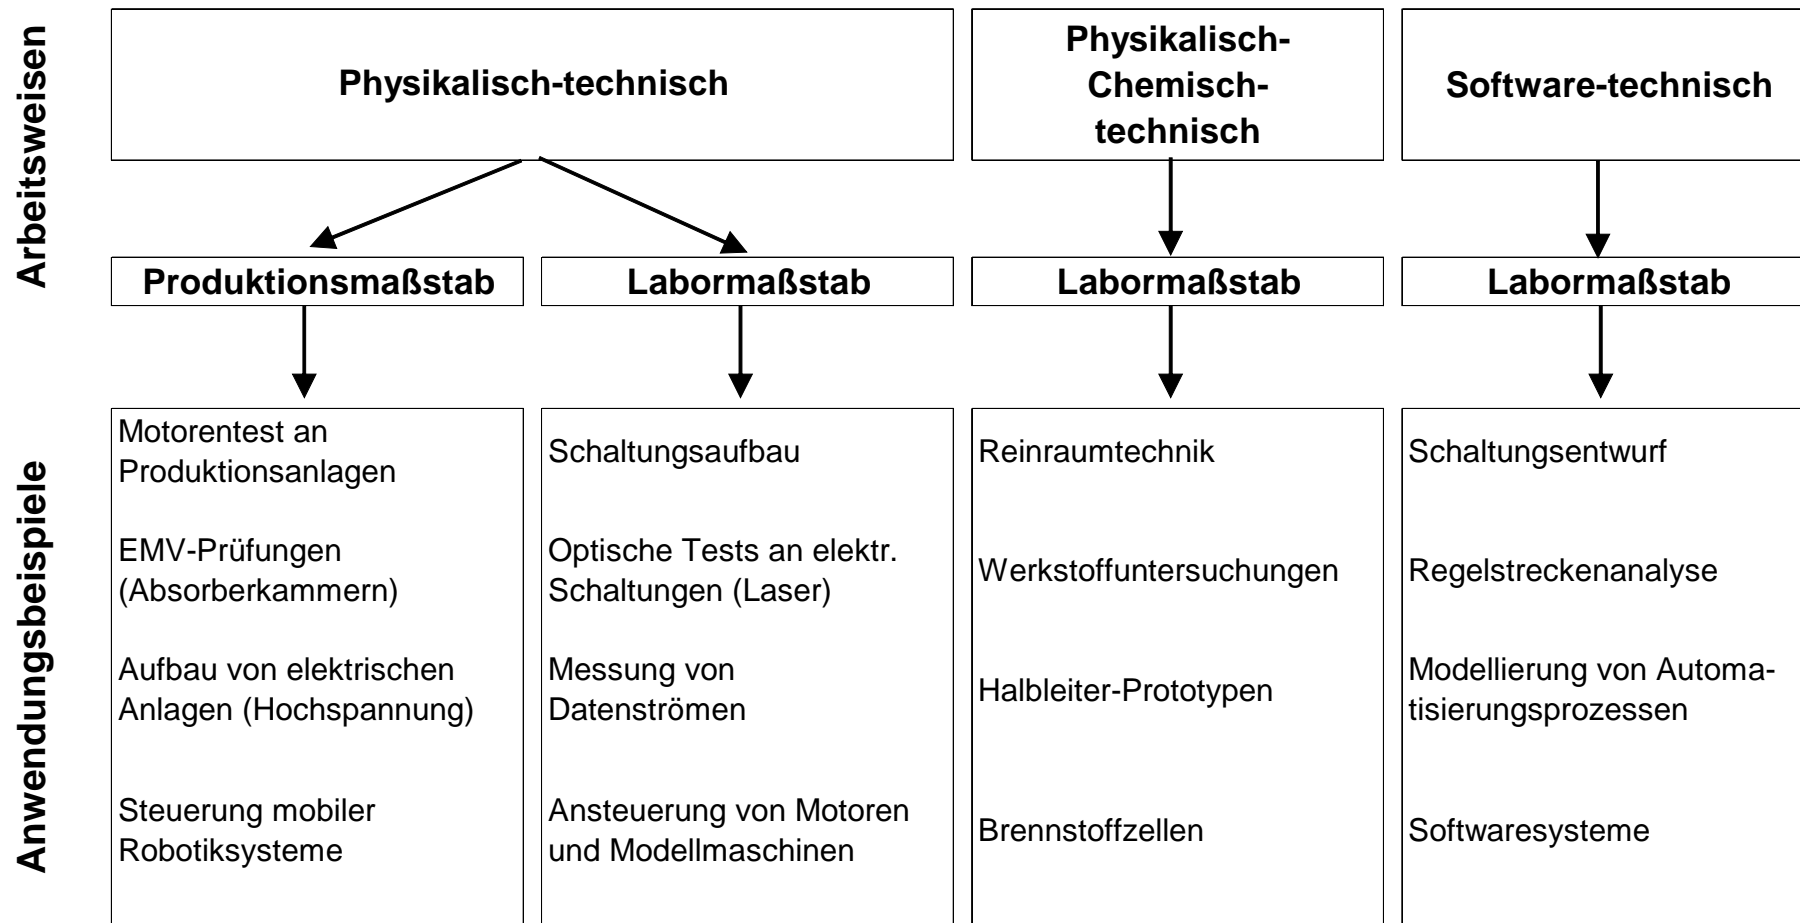 Arbeitsweisen
Physikalisch-technisch
Physikalisch-
Chemisch-
technisch
Software-technisch
Produktionsmaßstab
Labormaßstab
Labormaßstab
Labormaßstab
Anwendungsbeispiele
Motorentest an
Produktionsanlagen
EMV-Prüfungen
(Absorberkammern)
Aufbau von elektrischen
Anlagen (Hochspannung)
Steuerung mobiler
Robotiksysteme
Schaltungsaufbau
Optische Tests an elektr.
Schaltungen (Laser)
Messung von
Datenströmen
Ansteuerung von Motoren
und Modellmaschinen
Reinraumtechnik
Werkstoffuntersuchungen
Halbleiter-Prototypen
Brennstoffzellen
Schaltungsentwurf
Regelstreckenanalyse
Modellierung von Automa-
tisierungsprozessen
Softwaresysteme